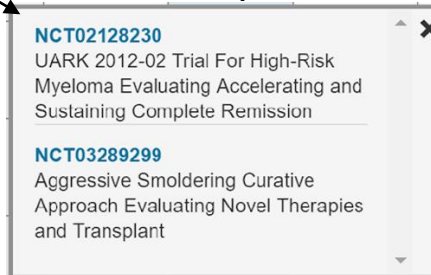 NCT02128230
UARK 2012-02 Trial For High-Risk
Myeloma Evaluating Accelerating and
Sustaining Complete Remission
NCT03289299
Aggressive Smoldering Curative
Approach Evaluating Novel Therapies
and Transplant